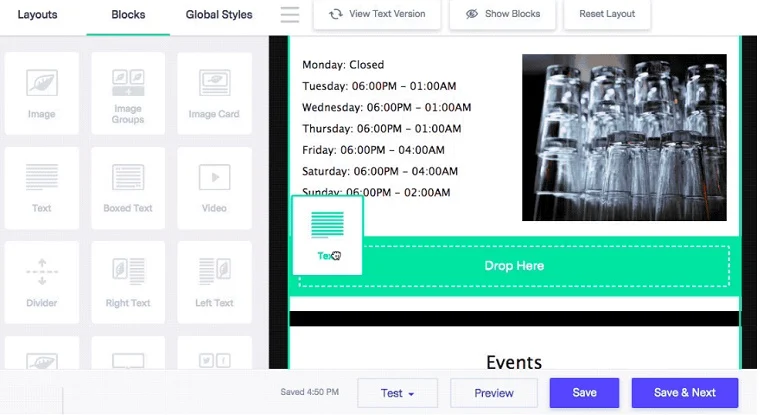 Layouts
Blocks
Global Styles
View Text Version
Show Blocks
Reset Layout
Image
Image
Groups
Image Card
Text
Boxed Text
Video
Divider
Right Text
Left Text
Monday: Closed
Tuesday: 06:00PM – 01:00AM
Wednesday: 06:00PM – 01:00AM
Thursday: 06:00PM – 01:00AM
Friday: 06:00PM – 04:00AM
Saturday: 06:00PM – 04:00AM
Sunday: 06:00PM – 02:00AM
Text
Drop Here
Events
Saved 4:50 PM
Test
Preview
Save
Save & Next